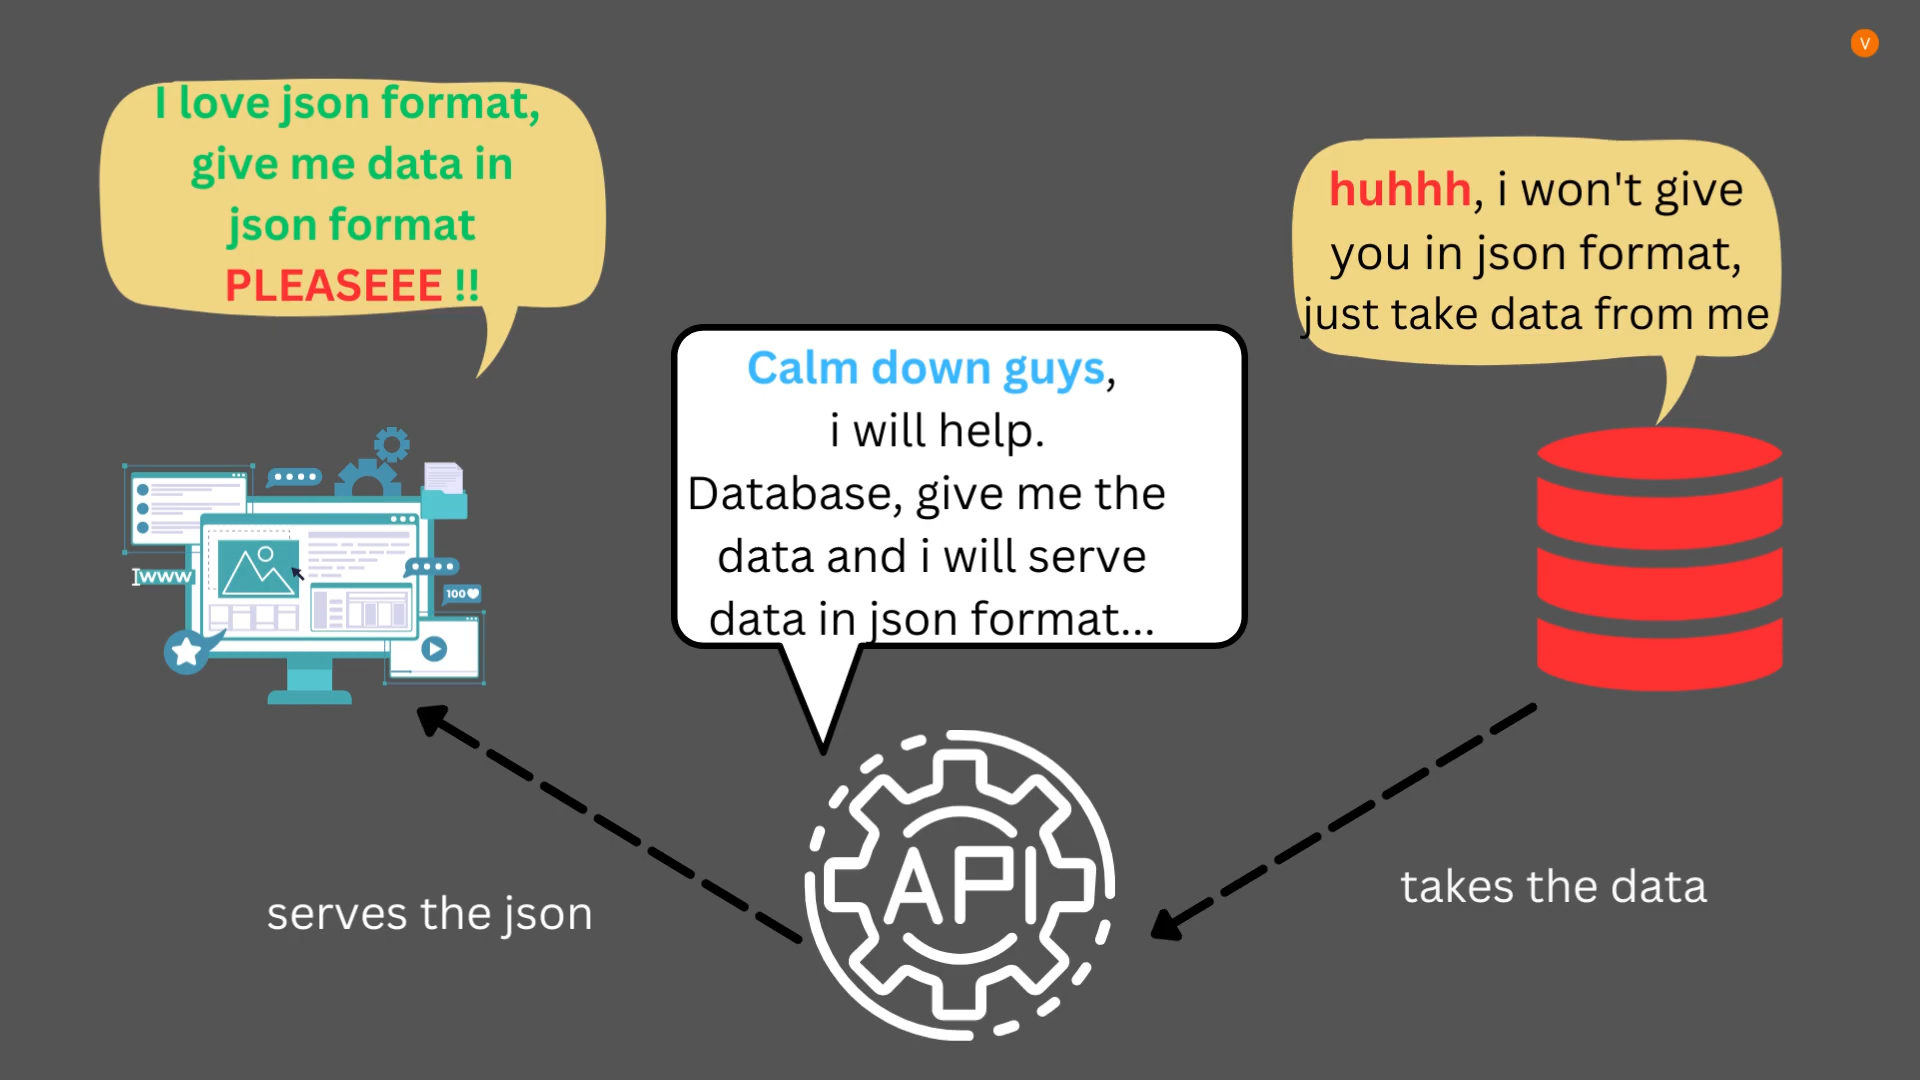 V
I love json format,
give me data in
json format
PLEASEEE !!
huhhh, i won't give
you in json format,
just take data from me
Calm down guys,
i will help.
Database, give me the
data and i will serve
data in json format...
www
100
API
serves the json
takes the data